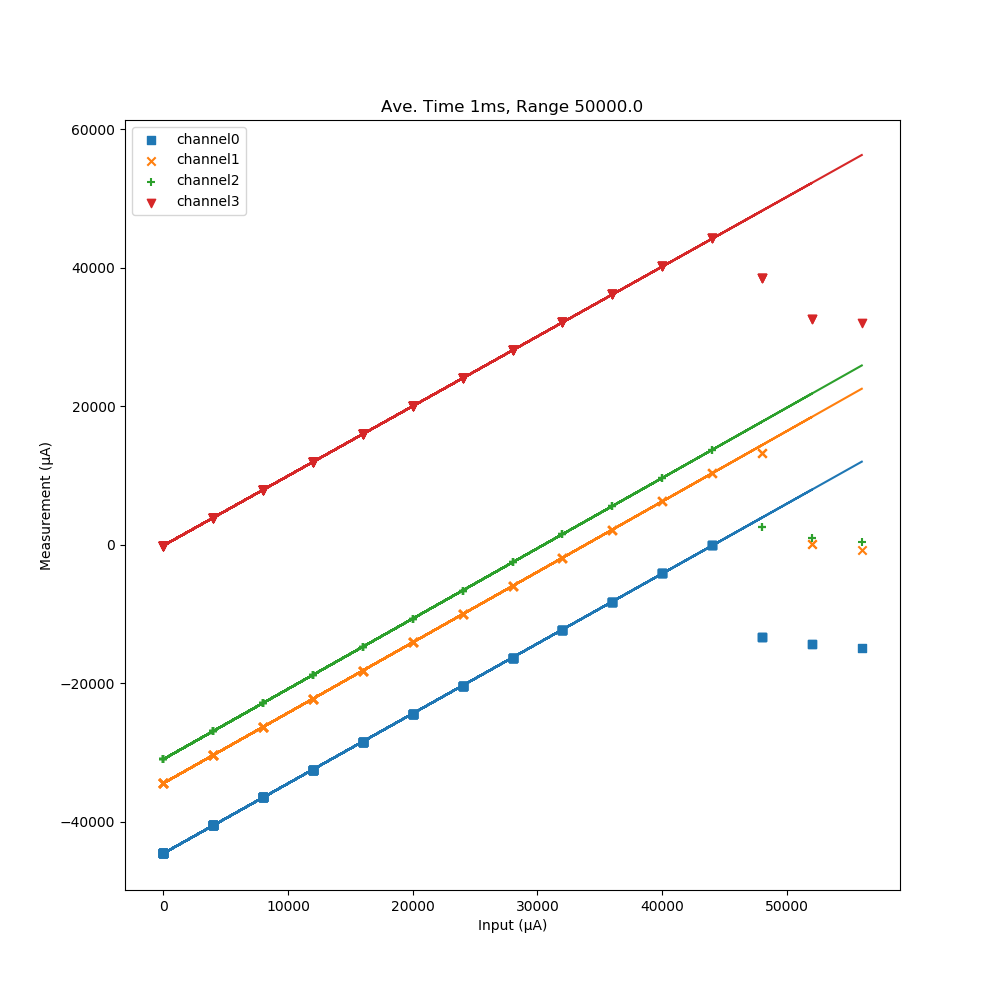 Ave. Time 1ms, Range 50000.0
60000
40000
20000
0
−20000
−40000
Measurement (µA)
channel0
channel1
channel2
channel3
0 10000 20000 30000 40000 50000
Input (µA)